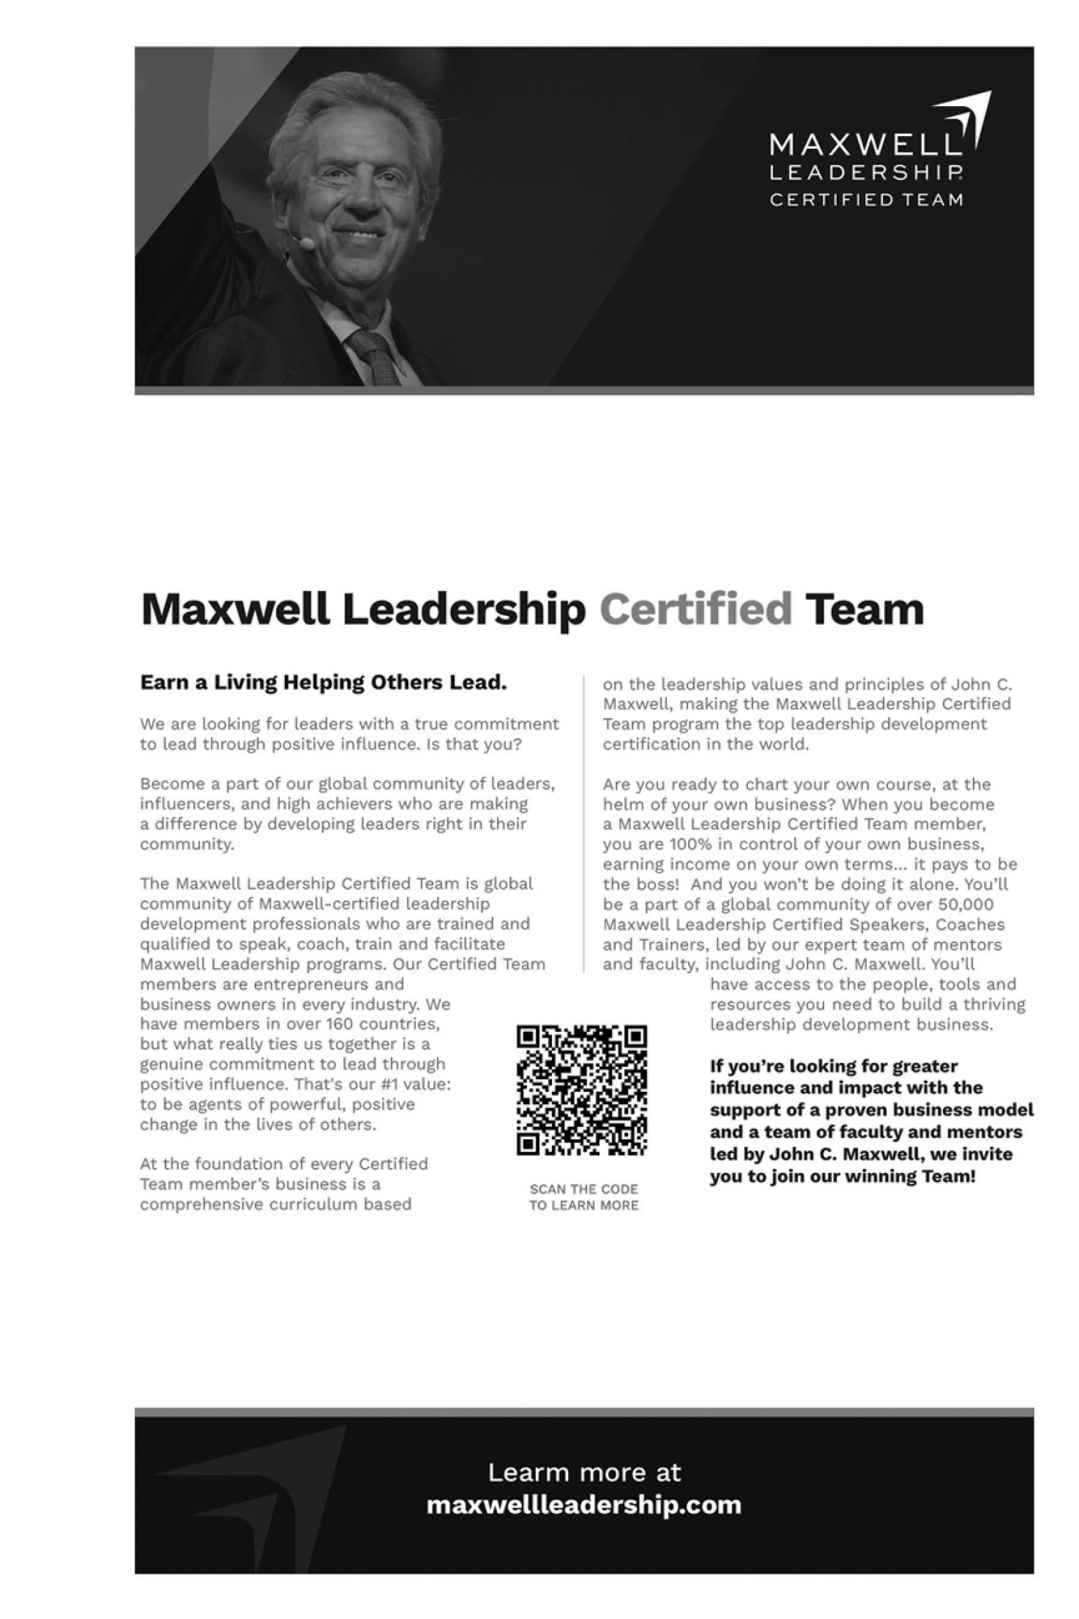 MAXWELL
LEADERSHIP
CERTIFIED TEAM
Maxwell Leadership Certified Team
Earn a Living Helping Others Lead.
We are looking for leaders with a true commitment
to lead through positive influence. Is that you?
Become a part of our global community of leaders,
influencers, and high achievers who are making
a difference by developing leaders right in their
community.
The Maxwell Leadership Certified Team is global
community of Maxwell-certified leadership
development professionals who are trained and
qualified to speak, coach, train and facilitate
Maxwell Leadership programs. Our Certified Team
members are entrepreneurs and
business owners in every industry. We
have members in over 160 countries,
but what really ties us together is a
genuine commitment to lead through
positive influence. That's our #1 value:
to be agents of powerful, positive
change in the lives of others.
At the foundation of every Certified
Team member's business is a
comprehensive curriculum based
on the leadership values and principles of John C.
Maxwell, making the Maxwell Leadership Certified
Team program the top leadership development
certification in the world.
Are you ready to chart your own course, at the
helm of your own business? When you become
a Maxwell Leadership Certified Team member,
you are 100% in control of your own business,
earning income on your own terms... it pays to be
the boss! And you won't be doing it alone. You'll
be a part of a global community of over 50,000
Maxwell Leadership Certified Speakers, Coaches
and Trainers, led by our expert team of mentors
and faculty, including John C. Maxwell. You'll
have access to the people, tools and
resources you need to build a thriving
leadership development business.
If you're looking for greater
influence and impact with the
support of a proven business model
and a team of faculty and mentors
led by John C. Maxwell, we invite
you to join our winning Team!
SCAN THE CODE
TO LEARN MORE
Learm more at
maxwellleadership.com